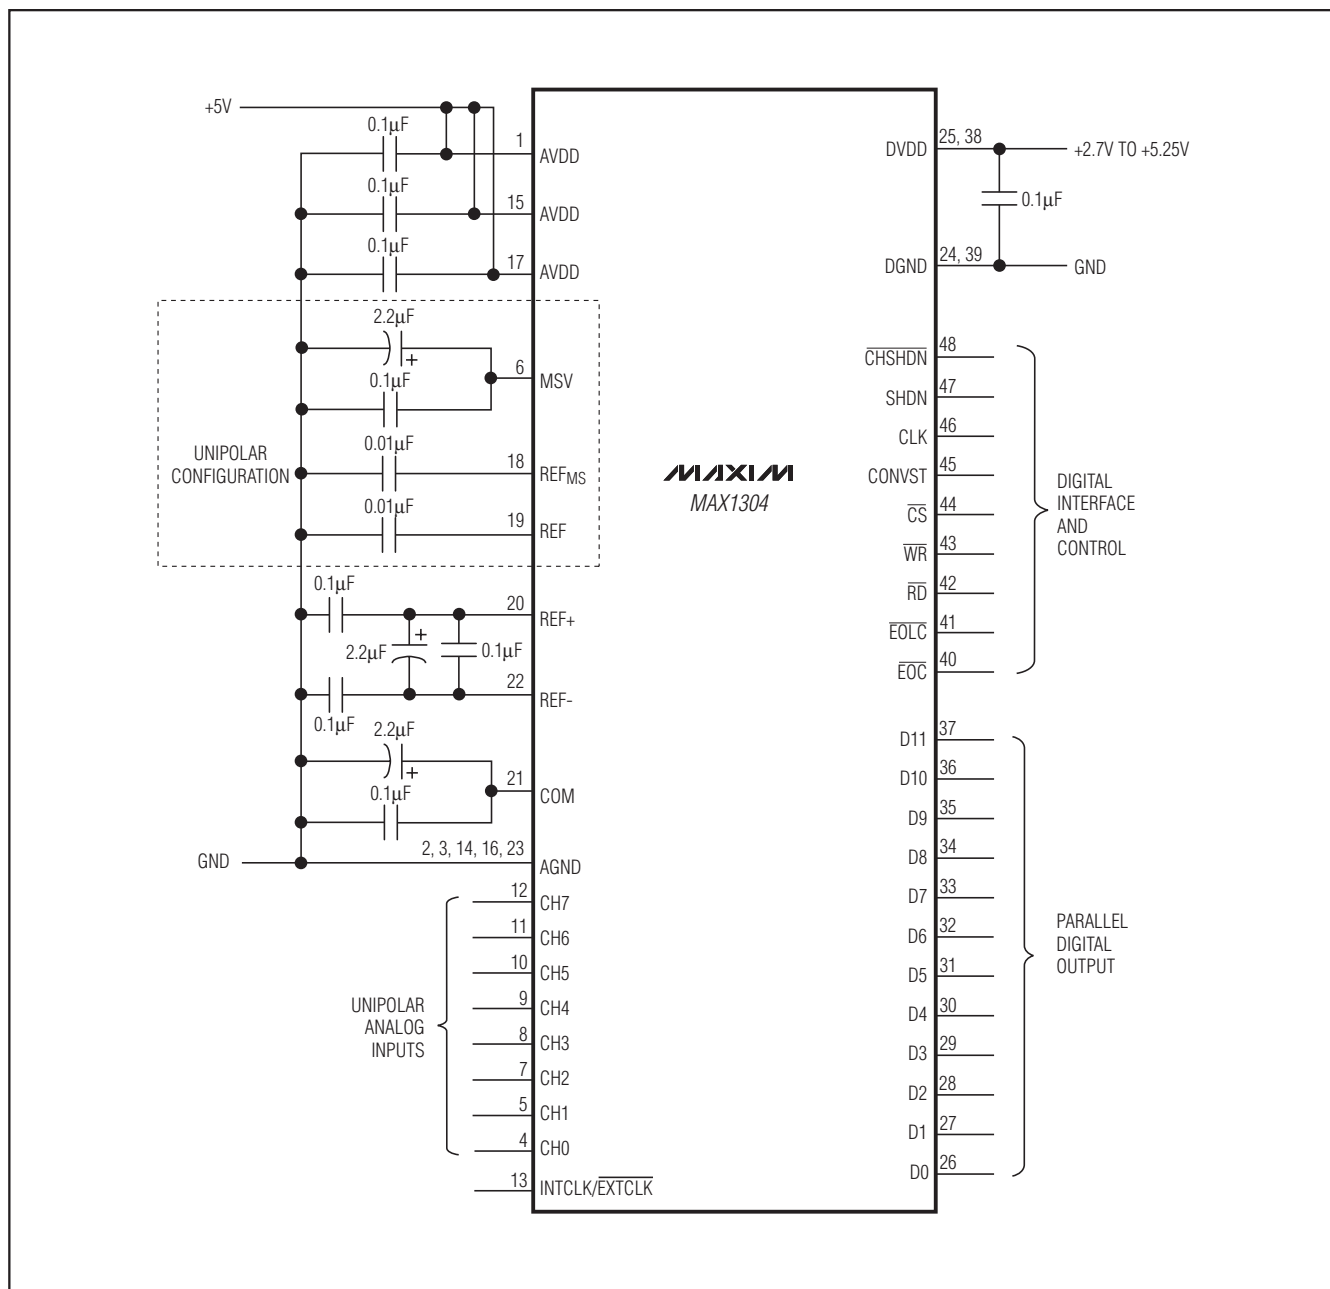 +5V
0.1µF
1
AVDD
0.1µF
15
AVDD
0.1µF
17
AVDD
2.2µF
+
6
MSV
0.1µF
UNIPOLAR
CONFIGURATION
0.01µF
18
REFMS
0.01µF
19
REF
0.1µF
20
REF+
+
2.2µF
0.1µF
22
REF-
0.1µF
2.2µF
+
21
COM
0.1µF
GND
2, 3, 14, 16, 23
AGND
12
CH7
11
CH6
10
CH5
9
CH4
8
CH3
7
CH2
5
CH1
4
CH0
UNIPOLAR
ANALOG
INPUTS
13
INTCLK/EXTCLK
MAXIM
MAX1304
DVDD
25, 38
+2.7V TO +5.25V
0.1µF
DGND
24, 39
GND
CHSHDN
48
SHDN
47
CLK
46
CONVST
45
CS
44
WR
43
RD
42
EOLC
41
EOC
40
DIGITAL
INTERFACE
AND
CONTROL
D11
37
D10
36
D9
35
D8
34
D7
33
D6
32
D5
31
D4
30
D3
29
D2
28
D1
27
D0
26
PARALLEL
DIGITAL
OUTPUT